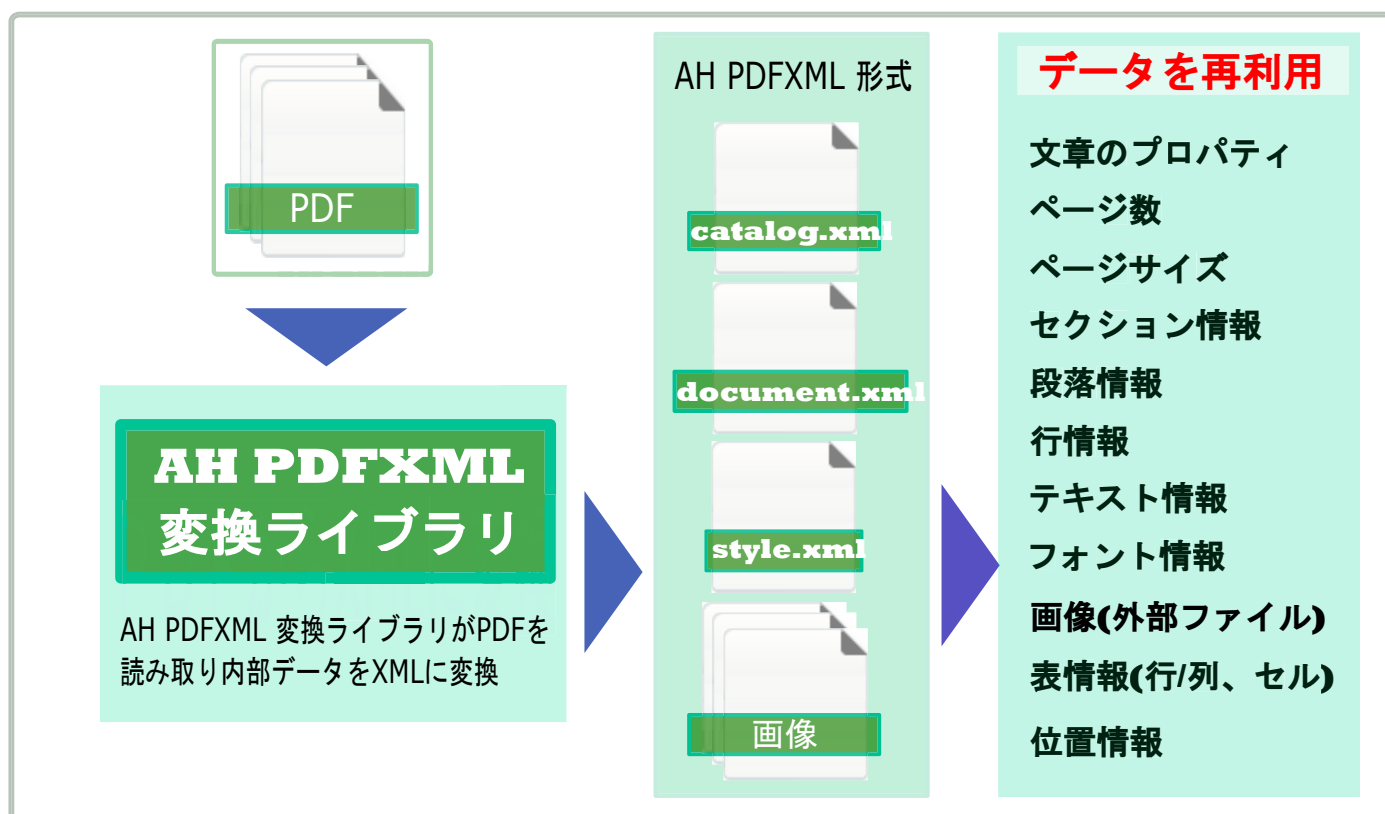 PDF
AH PDFXML
変換ライブラリ
AH PDFXML 変換ライブラリがPDFを
読み取り内部データをXMLに変換
AH PDFXML 形式
catalog.xml
document.xml
style.xml
画像
データを再利用
文章のプロパティ
ページ数
ページサイズ
セクション情報
段落情報
行情報
テキスト情報
フォント情報
画像(外部ファイル)
表情報(行/列、セル)
位置情報